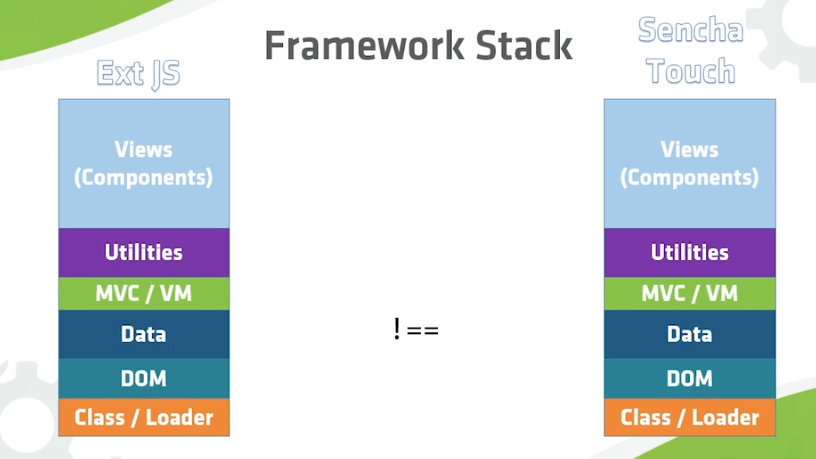 Framework Stack
Ext JS
Views
(Components)
Utilities
MVC / VM
Data
DOM
Class / Loader
!==
Sencha
Touch
Views
(Components)
Utilities
MVC / VM
Data
DOM
Class / Loader